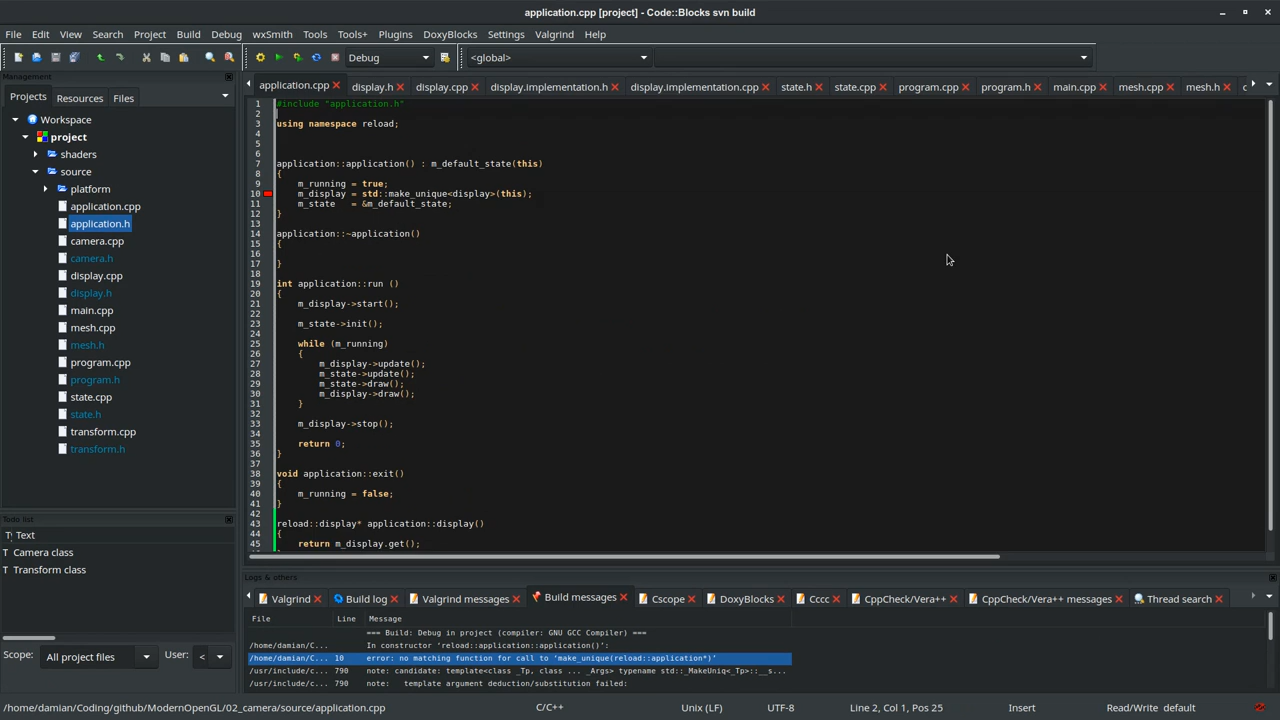 application.cpp [project] - Code::Blocks svn build
File Edit View Search Project Build Debug wxSmith Tools Tools+ Plugins DoxyBlocks Settings Valgrind Help
Debug <global>
Management
Projects Resources Files
Workspace
project
shaders
source
platform
application.cpp
application.h
camera.cpp
camera.h
display.cpp
display.h
main.cpp
mesh.cpp
mesh.h
program.cpp
program.h
state.cpp
state.h
transform.cpp
transform.h
Todo list
Text
T Camera class
T Transform class
Scope: All project files User: <
application.cpp display.h display.cpp display.implementation.h display.implementation.cpp state.h state.cpp program.cpp program.h main.cpp mesh.cpp mesh.h
1 #include "application.h"
2
3 using namespace reload;
4
5
6
7 application::application() : m_default_state(this)
8 {
9 m_running = true;
10 m_display = std::make_unique<display>(this);
11 m_state = &m_default_state;
12 }
13
14 application::~application()
15 {
16
17 }
18
19 int application::run ()
20 {
21 m_display->start();
22
23 m_state->init();
24
25 while (m_running)
26 {
27 m_display->update();
28 m_state->update();
29 m_state->draw();
30 m_display->draw();
31 }
32
33 m_display->stop();
34
35 return 0;
36 }
37
38 void application::exit()
39 {
40 m_running = false;
41 }
42
43 reload::display* application::display()
44 {
45 return m_display.get();
Logs & others
Valgrind Build log Valgrind messages Build messages Cscope DoxyBlocks Cccc CppCheck/Vera++ CppCheck/Vera++ messages Thread search
File Line Message
=== Build: Debug in project (compiler: GNU GCC Compiler) ===
/home/damian/C... In constructor 'reload::application::application()':
/home/damian/C... 10 error: no matching function for call to 'make_unique(reload::application*)'
/usr/include/c... 790 note: candidate: template<class _Tp, class ... _Args> typename std::_MakeUniq<_Tp>::__s...
/usr/include/c... 790 note: template argument deduction/substitution failed:
/home/damian/Coding/github/ModernOpenGL/02_camera/source/application.cpp C/C++ Unix (LF) UTF-8 Line 2, Col 1, Pos 25 Insert Read/Write default